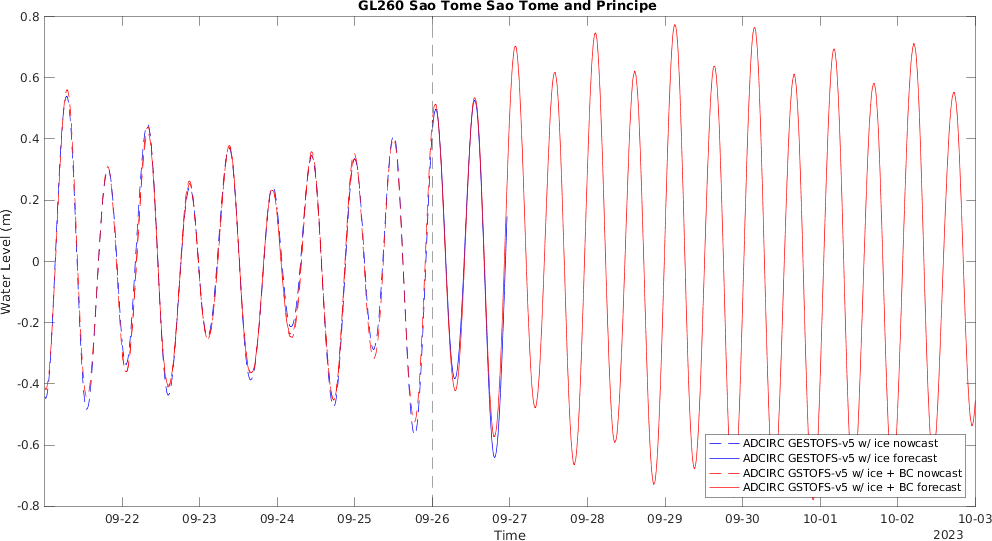 GL260 Sao Tome Sao Tome and Principe
0.8
0.6
0.4
0.2
0
-0.2
-0.4
-0.6
-0.8
Water Level (m)
ADCIRC GESTOFS-v5 w/ ice nowcast
ADCIRC GESTOFS-v5 w/ ice forecast
ADCIRC GSTOFS-v5 w/ ice + BC nowcast
ADCIRC GSTOFS-v5 w/ ice + BC forecast
09-22 09-23 09-24 09-25 09-26 09-27 09-28 09-29 09-30 10-01 10-02 10-03
Time
2023